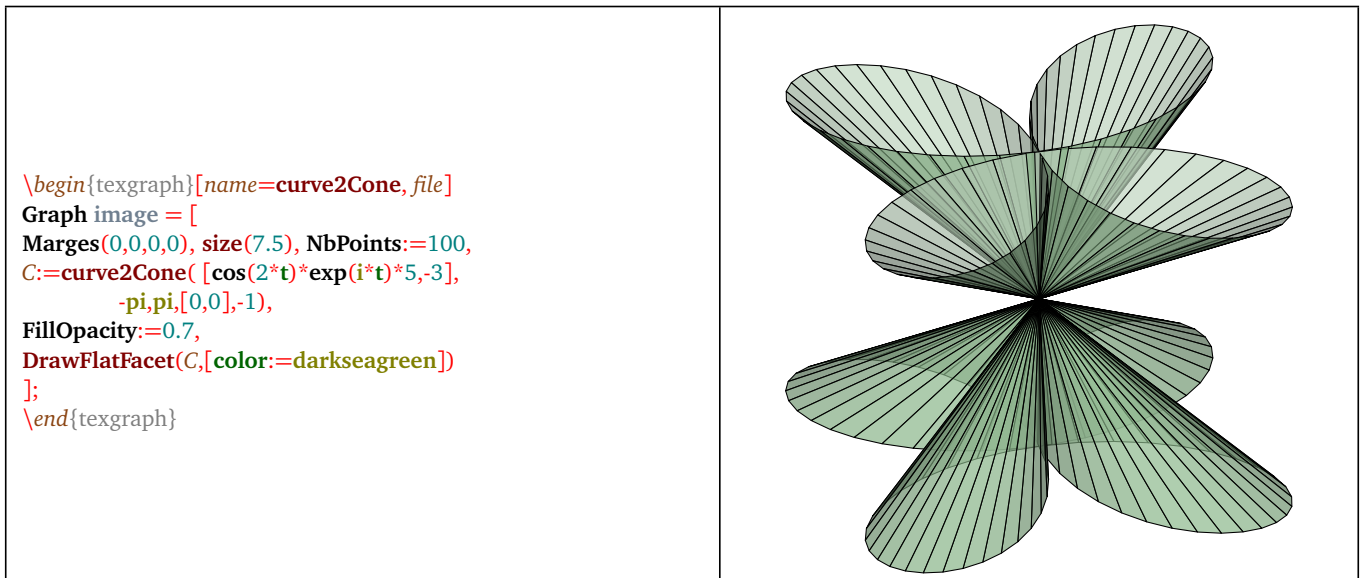 \begin{texgraph}[name=curve2Cone, file]
Graph image = [
Marges(0,0,0,0), size(7.5), NbPoints:=100,
C:=curve2Cone( [cos(2*t)*exp(i*t)*5,-3],
-pi,pi,[0,0],-1),
FillOpacity:=0.7,
DrawFlatFacet(C,[color:=darkseagreen])
];
\end{texgraph}